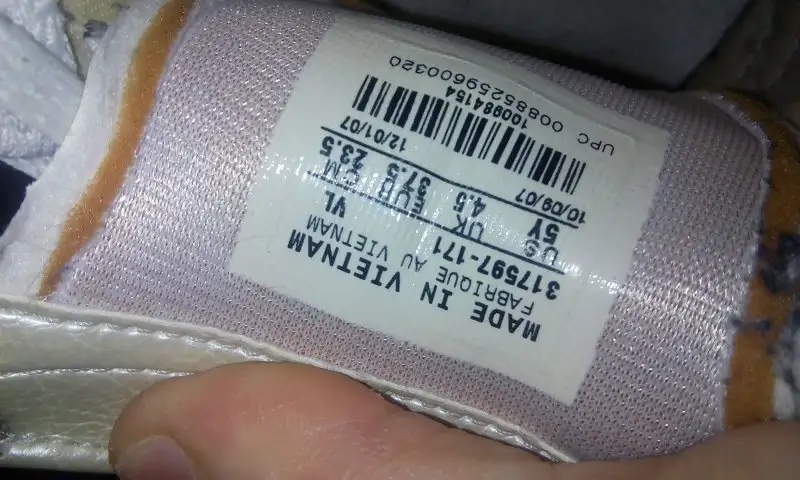 MADE IN VIETNAM
FABRIQUE AU VIETNAM
317597-171 VL
US UK EUR CM
5Y 4.5 37.5 23.5
10/09/07 12/01/07
100984154
UPC 00885259600320